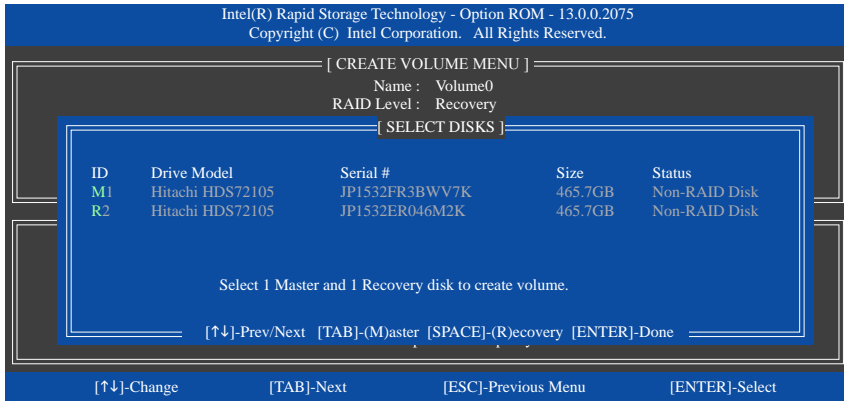 Intel(R) Rapid Storage Technology - Option ROM - 13.0.0.2075
Copyright (C) Intel Corporation. All Rights Reserved.
[ CREATE VOLUME MENU ]
Name : Volume0
RAID Level : Recovery
[ SELECT DISKS ]
ID Drive Model Serial # Size Status
M1 Hitachi HDS72105 JP1532FR3BWV7K 465.7GB Non-RAID Disk
R2 Hitachi HDS72105 JP1532ER046M2K 465.7GB Non-RAID Disk
Select 1 Master and 1 Recovery disk to create volume.
[↑↓]-Prev/Next [TAB]-(M)aster [SPACE]-(R)ecovery [ENTER]-Done
[↑↓]-Change [TAB]-Next [ESC]-Previous Menu [ENTER]-Select